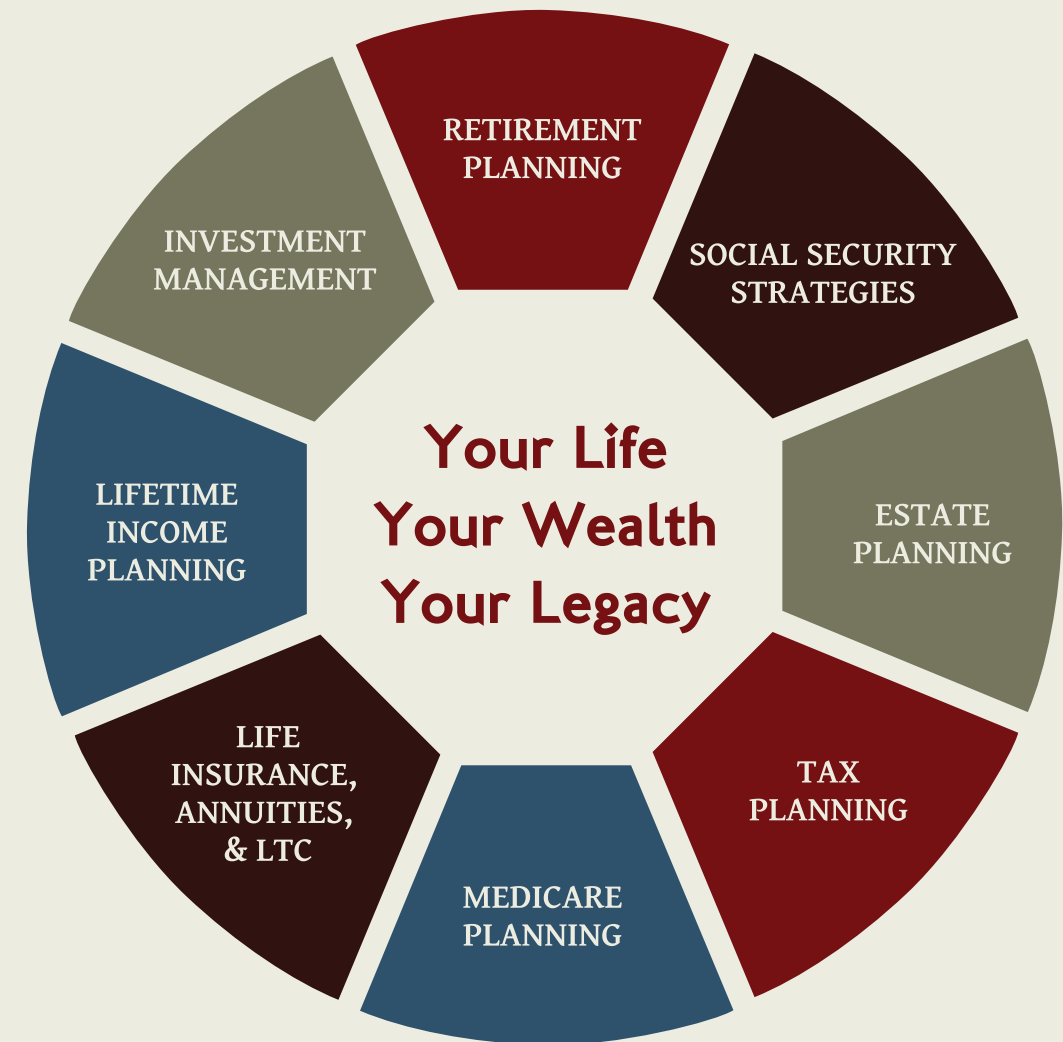 RETIREMENT
PLANNING
SOCIAL SECURITY
STRATEGIES
ESTATE
PLANNING
TAX
PLANNING
MEDICARE
PLANNING
LIFE
INSURANCE,
ANNUITIES,
& LTC
LIFETIME
INCOME
PLANNING
INVESTMENT
MANAGEMENT
Your Life
Your Wealth
Your Legacy